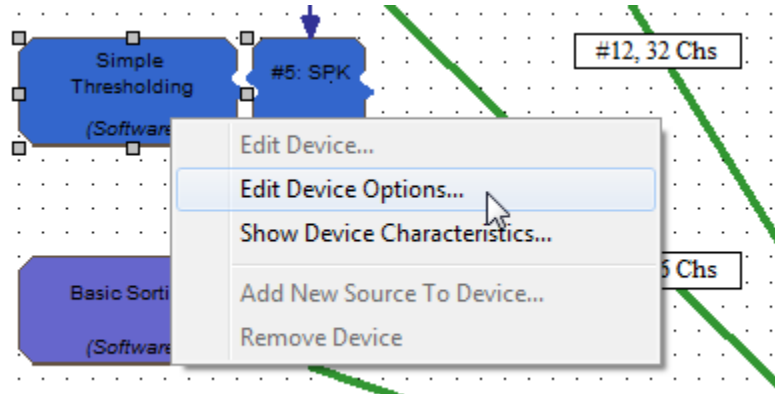 Simple
Thresholding
(Software
#5: SPK
#12, 32 Chs
Edit Device...
Edit Device Options...
Show Device Characteristics...
Add New Source To Device...
Remove Device
Chs
Basic Sorti
(Software